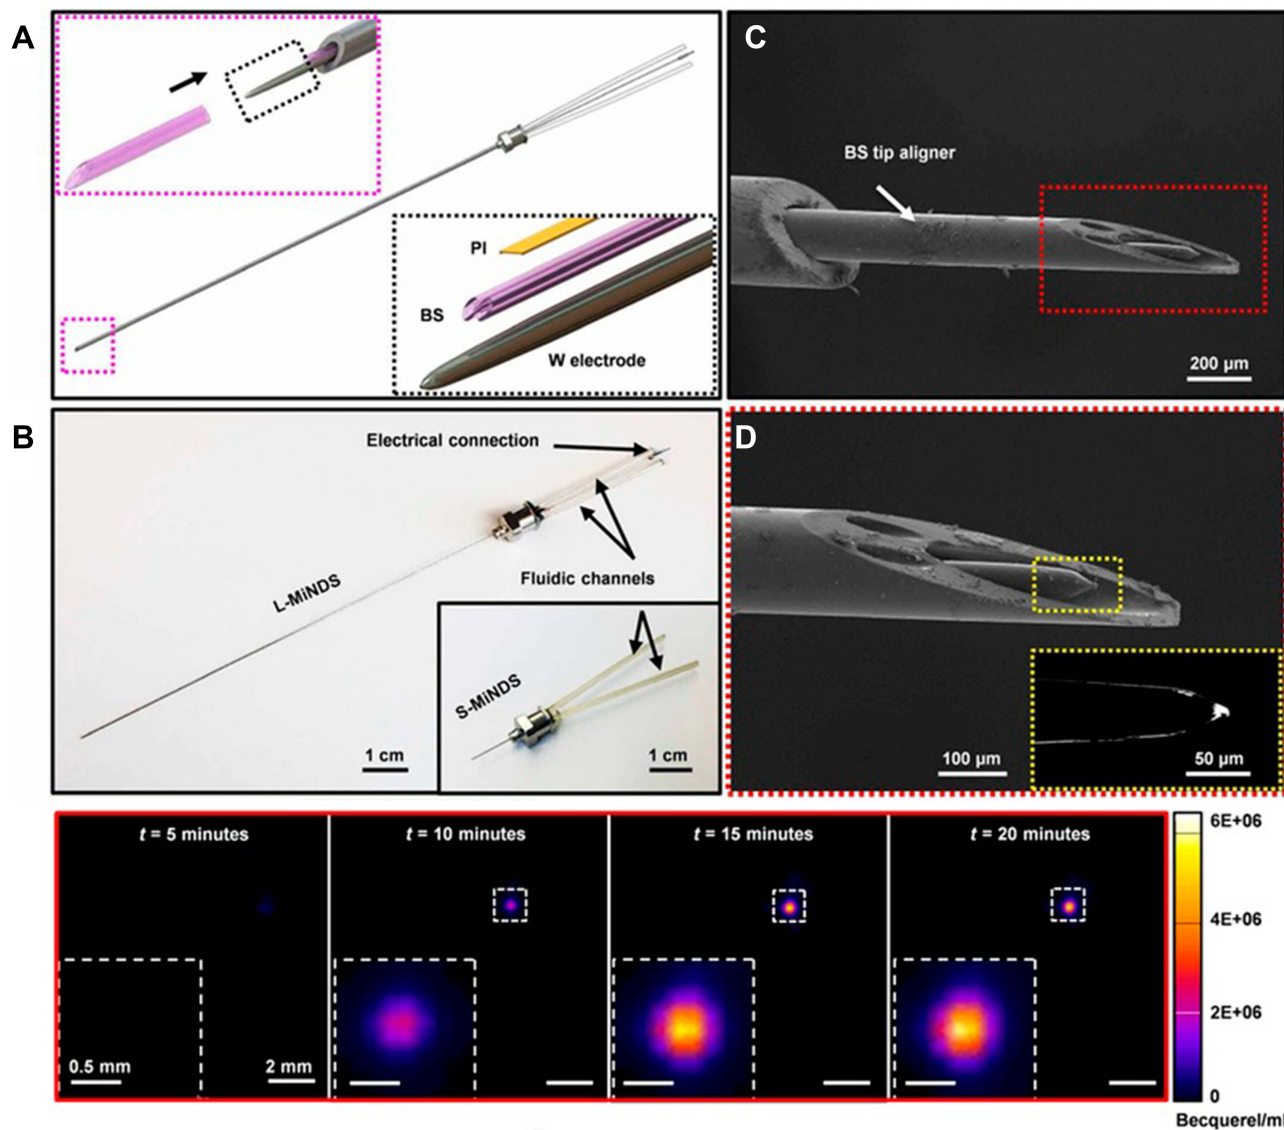 A
PI
BS
W electrode
C
BS tip aligner
200 µm
B
Electrical connection
Fluidic channels
L-MiNDS
S-MiNDS
1 cm
1 cm
D
100 µm
50 µm
t = 5 minutes
t = 10 minutes
t = 15 minutes
t = 20 minutes
0.5 mm
2 mm
6E+06
4E+06
2E+06
0
Becquerel/ml